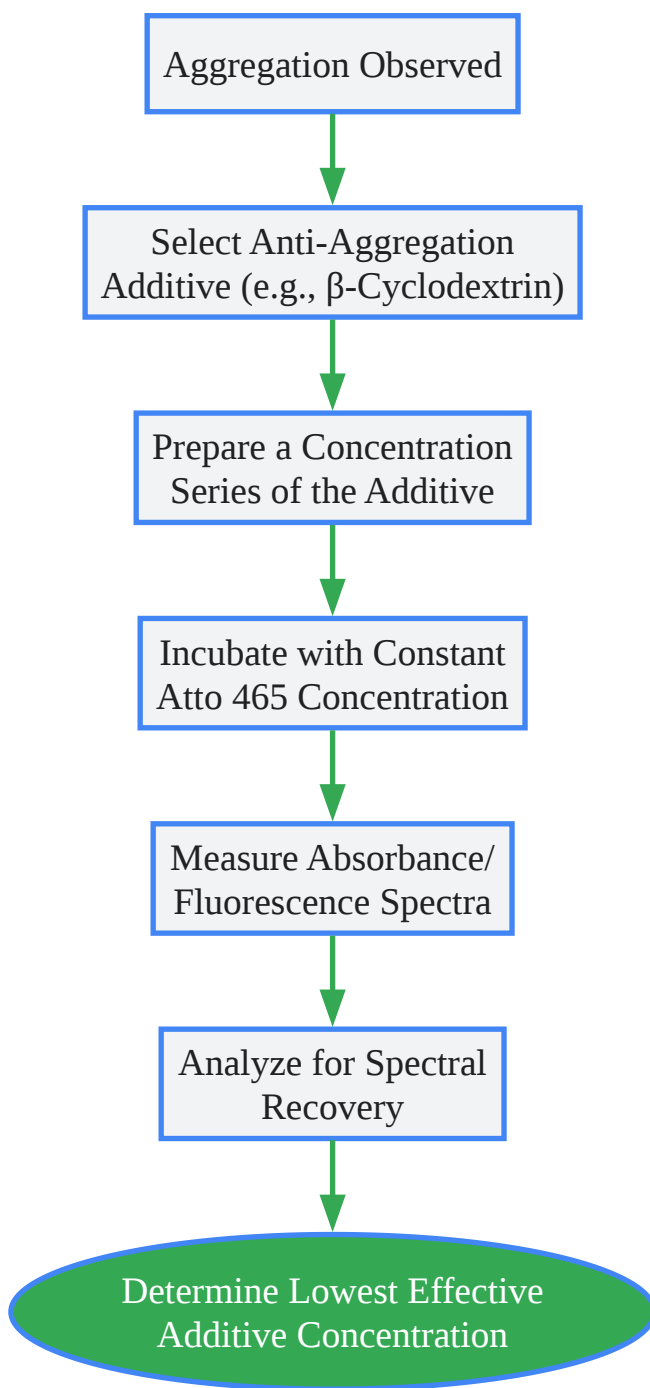 Aggregation Observed
Select Anti-Aggregation
Additive (e.g., β-Cyclodextrin)
Prepare a Concentration
Series of the Additive
Incubate with Constant
Atto 465 Concentration
Measure Absorbance/
Fluorescence Spectra
Analyze for Spectral
Recovery
Determine Lowest Effective
Additive Concentration